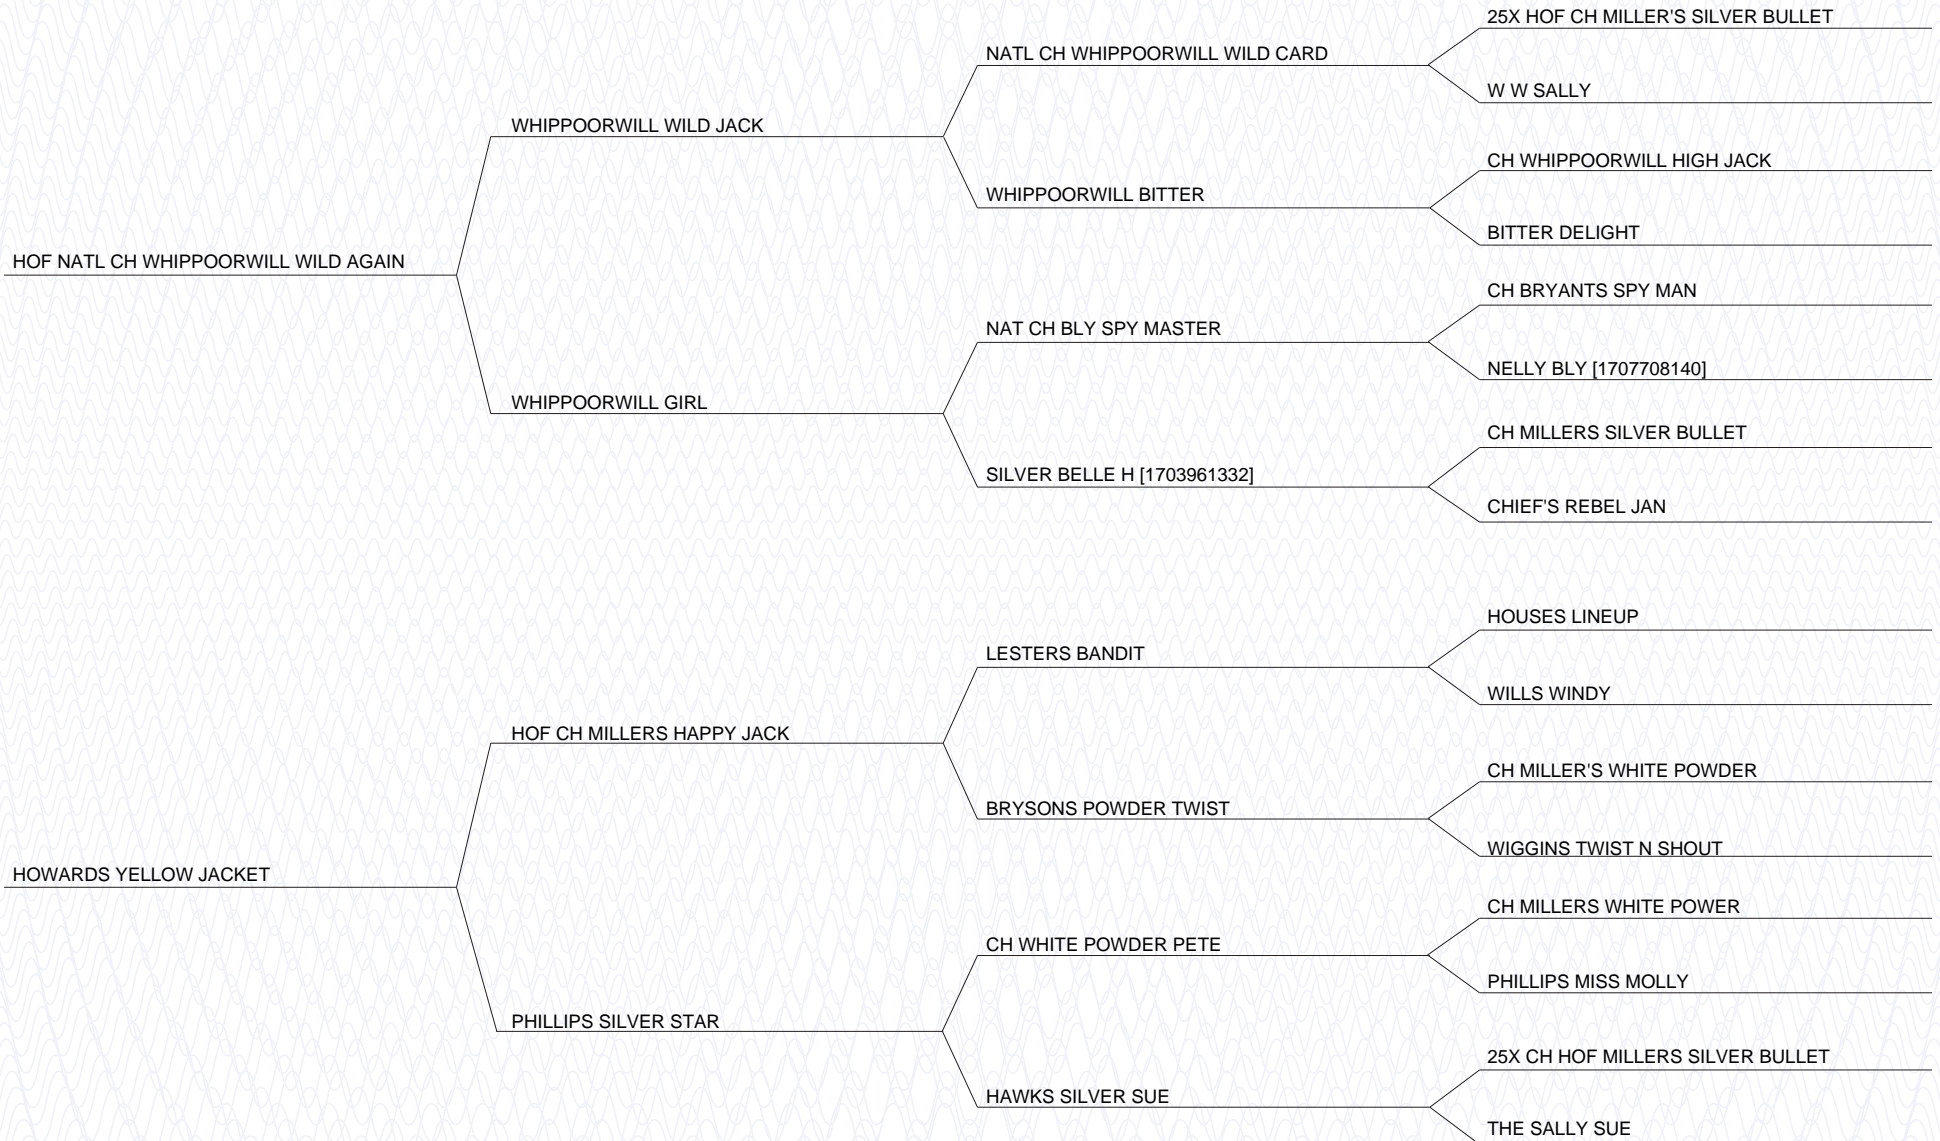 25X HOF CH MILLER'S SILVER BULLET
NATL CH WHIPPOORWILL WILD CARD
W W SALLY
WHIPPOORWILL WILD JACK
CH WHIPPOORWILL HIGH JACK
WHIPPOORWILL BITTER
BITTER DELIGHT
HOF NATL CH WHIPPOORWILL WILD AGAIN
CH BRYANTS SPY MAN
NAT CH BLY SPY MASTER
NELLY BLY [1707708140]
WHIPPOORWILL GIRL
CH MILLERS SILVER BULLET
SILVER BELLE H [1703961332]
CHIEF'S REBEL JAN
HOUSES LINEUP
LESTERS BANDIT
WILLS WINDY
HOF CH MILLERS HAPPY JACK
CH MILLER'S WHITE POWDER
BRYSONS POWDER TWIST
WIGGINS TWIST N SHOUT
HOWARDS YELLOW JACKET
CH MILLERS WHITE POWER
CH WHITE POWDER PETE
PHILLIPS MISS MOLLY
PHILLIPS SILVER STAR
25X CH HOF MILLERS SILVER BULLET
HAWKS SILVER SUE
THE SALLY SUE